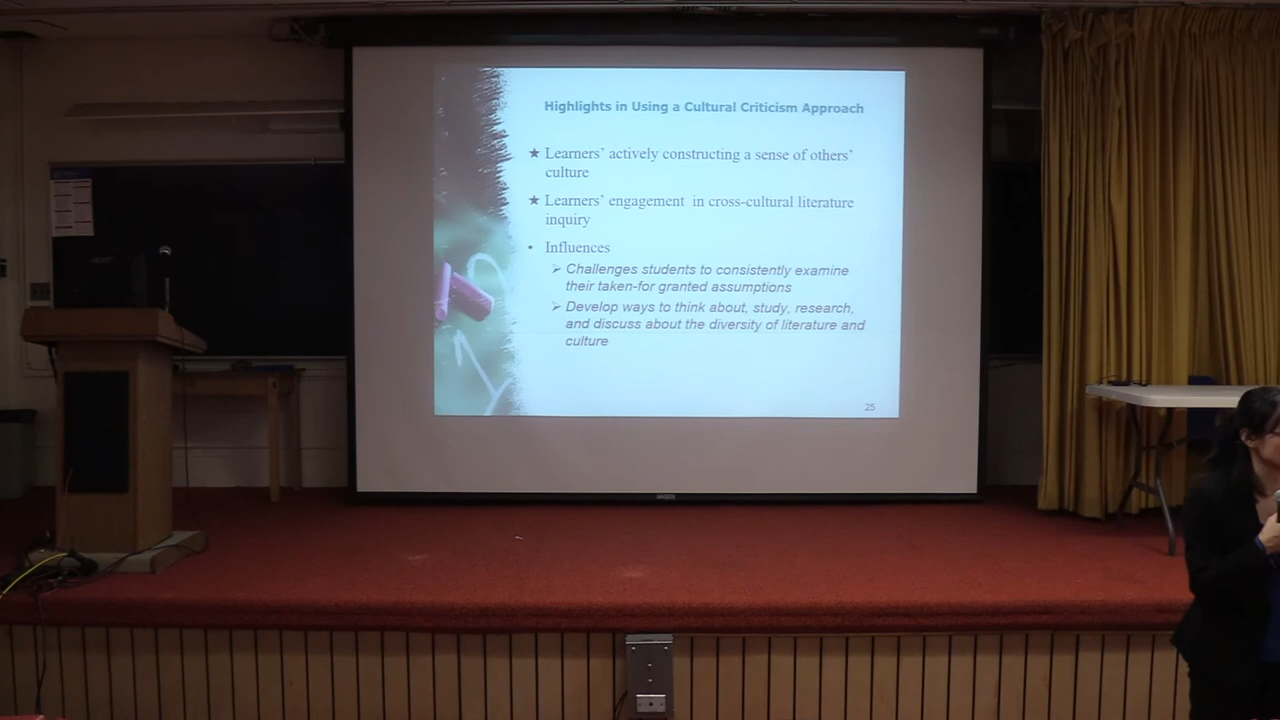 Highlights in Using a Cultural Criticism Approach
★ Learners’ actively constructing a sense of others’
culture
★ Learners’ engagement in cross-cultural literature
inquiry
• Influences
➢ Challenges students to consistently examine
their taken-for granted assumptions
➢ Develop ways to think about, study, research,
and discuss about the diversity of literature and
culture
25